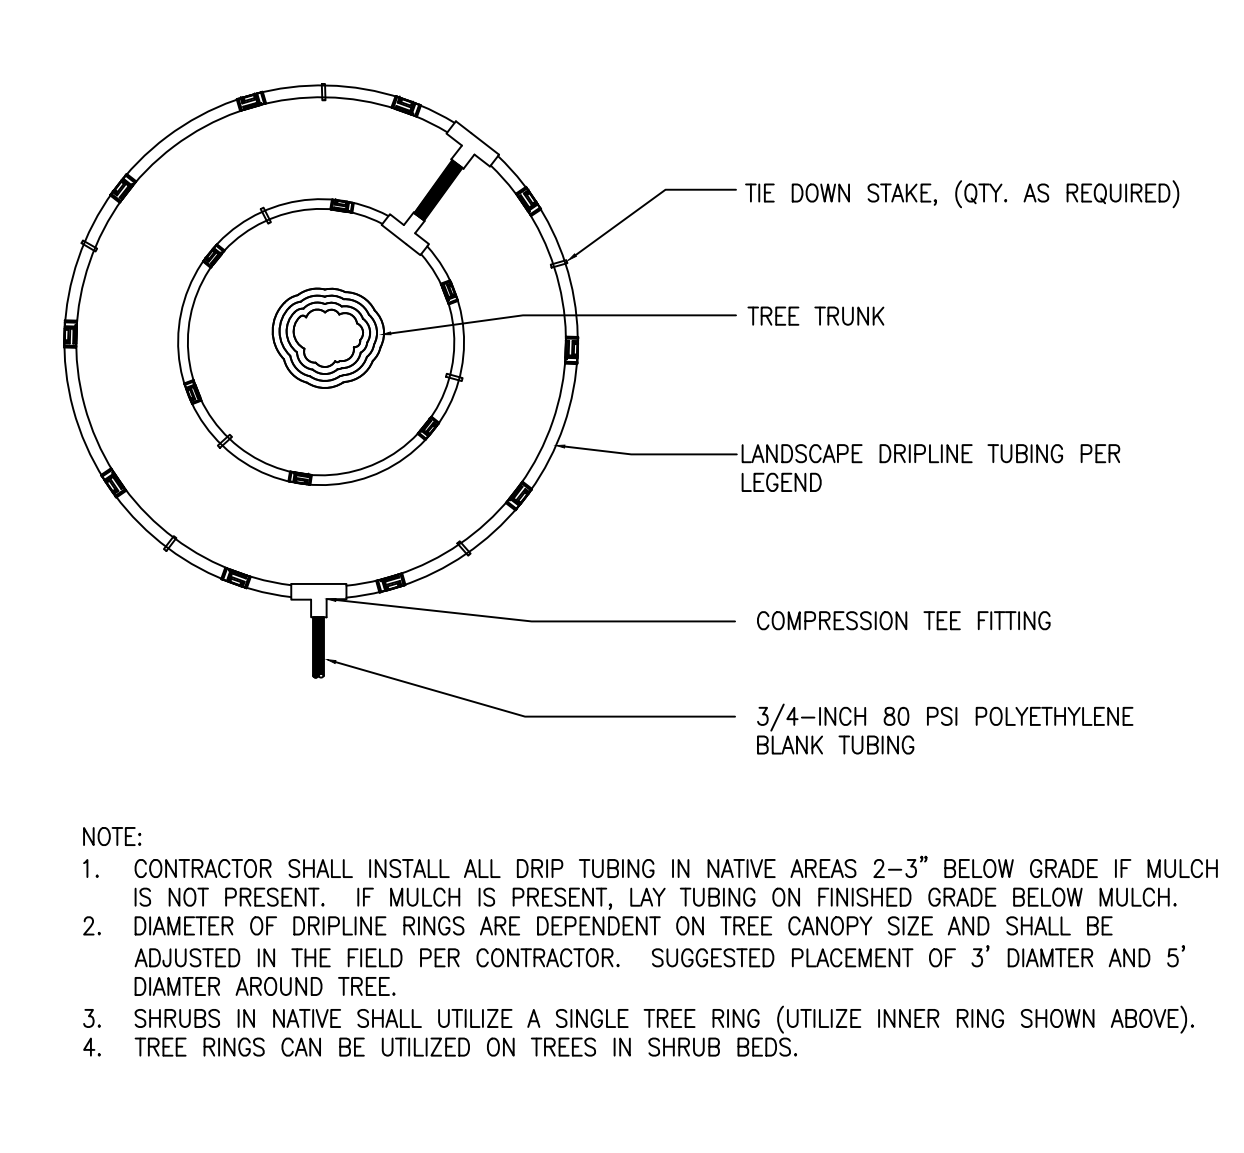 TIE DOWN STAKE, (QTY. AS REQUIRED)
TREE TRUNK
LANDSCAPE DRIPLINE TUBING PER
LEGEND
COMPRESSION TEE FITTING
3/4-INCH 80 PSI POLYETHYLENE
BLANK TUBING
NOTE:
1. CONTRACTOR SHALL INSTALL ALL DRIP TUBING IN NATIVE AREAS 2-3" BELOW GRADE IF MULCH
IS NOT PRESENT. IF MULCH IS PRESENT, LAY TUBING ON FINISHED GRADE BELOW MULCH.
2. DIAMETER OF DRIPLINE RINGS ARE DEPENDENT ON TREE CANOPY SIZE AND SHALL BE
ADJUSTED IN THE FIELD PER CONTRACTOR. SUGGESTED PLACEMENT OF 3' DIAMTER AND 5'
DIAMTER AROUND TREE.
3. SHRUBS IN NATIVE SHALL UTILIZE A SINGLE TREE RING (UTILIZE INNER RING SHOWN ABOVE).
4. TREE RINGS CAN BE UTILIZED ON TREES IN SHRUB BEDS.